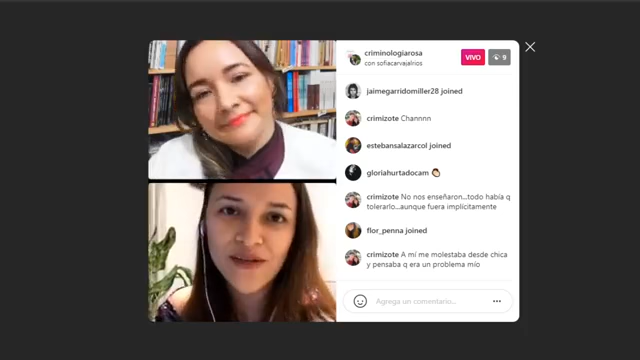 criminologiarosa
con sofiacarvajalrios
VIVO
9
jaimegarridomiller28 joined
crimizote Channnn
estebansalazarcol joined
gloriahurtadocam
crimizote No nos enseñaron...todo había q
tolerarlo...aunque fuera implícitamente
flor_penna joined
crimizote A mí me molestaba desde chica
y pensaba q era un problema mío
Agrega un comentario...